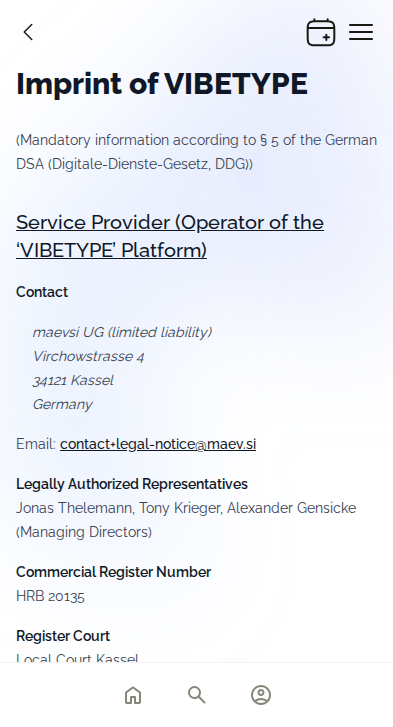 Imprint of VIBETYPE
(Mandatory information according to § 5 of the German
DSA (Digitale-Dienste-Gesetz, DDG))
Service Provider (Operator of the
‘VIBETYPE’ Platform)
Contact
maevsi UG (limited liability)
Virchowstrasse 4
34121 Kassel
Germany
Email: contact+legal-notice@maev.si
Legally Authorized Representatives
Jonas Thelemann, Tony Krieger, Alexander Gensicke
(Managing Directors)
Commercial Register Number
HRB 20135
Register Court
Local Court Kassel